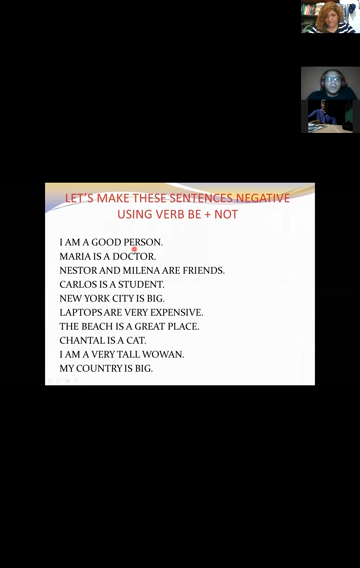 LET'S MAKE THESE SENTENCES NEGATIVE
USING VERB BE + NOT
I AM A GOOD PERSON.
MARIA IS A DOCTOR.
NESTOR AND MILENA ARE FRIENDS.
CARLOS IS A STUDENT.
NEW YORK CITY IS BIG.
LAPTOPS ARE VERY EXPENSIVE.
THE BEACH IS A GREAT PLACE.
CHANTAL IS A CAT.
I AM A VERY TALL WOWAN.
MY COUNTRY IS BIG.